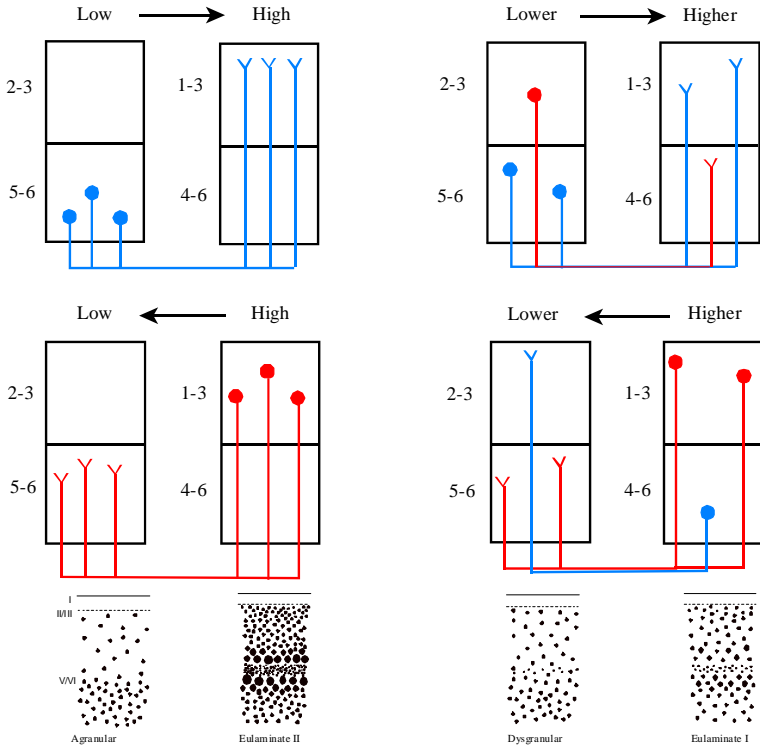 Low High
2-3 1-3
5-6 4-6
Lower Higher
2-3 1-3
5-6 4-6
Low High
2-3 1-3
5-6 4-6
Lower Higher
2-3 1-3
5-6 4-6
I
II/III
V/VI
Agranular Eulaminate II Dysgranular Eulaminate I